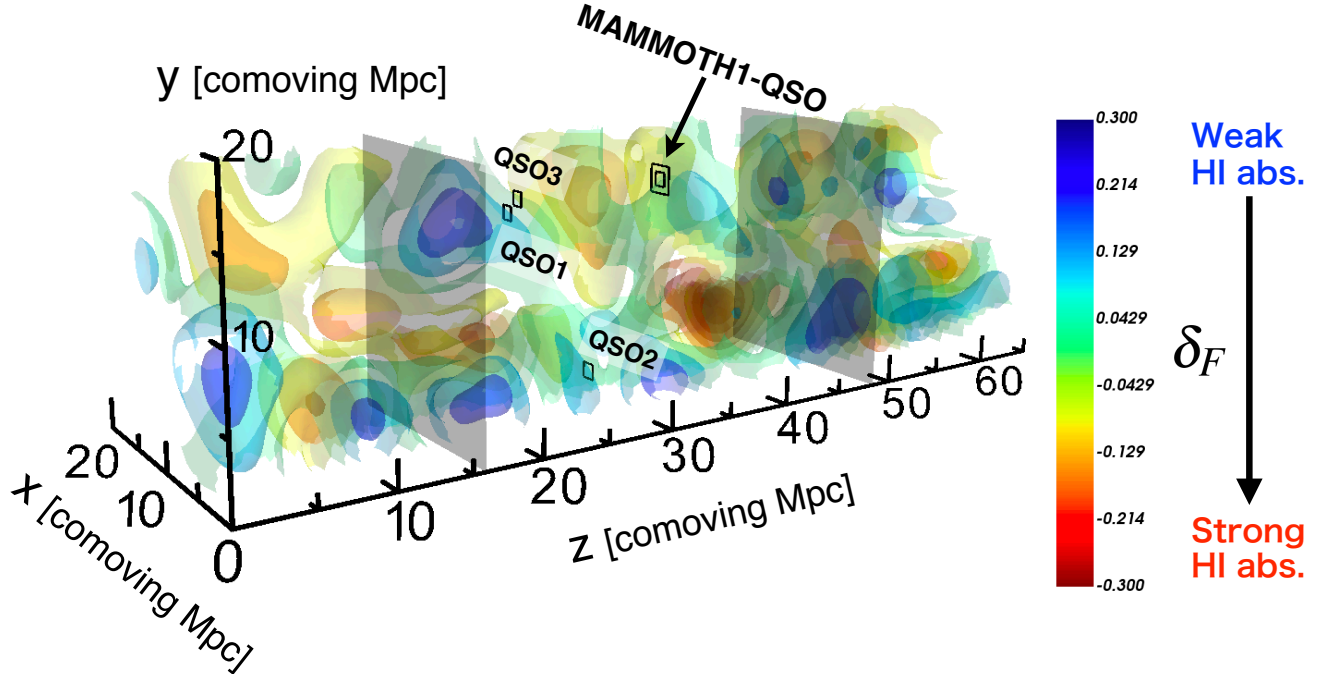 MAMMOTH1-QSO
y [comoving Mpc]
20
QSO3
QSO1
10
QSO2
20
10
x [comoving Mpc]
0
10
20
30
40
50
60
z [comoving Mpc]
0.300
0.214
0.129
0.0429
-0.0429
-0.129
-0.214
-0.300
δF
Weak
HI abs.
Strong
HI abs.